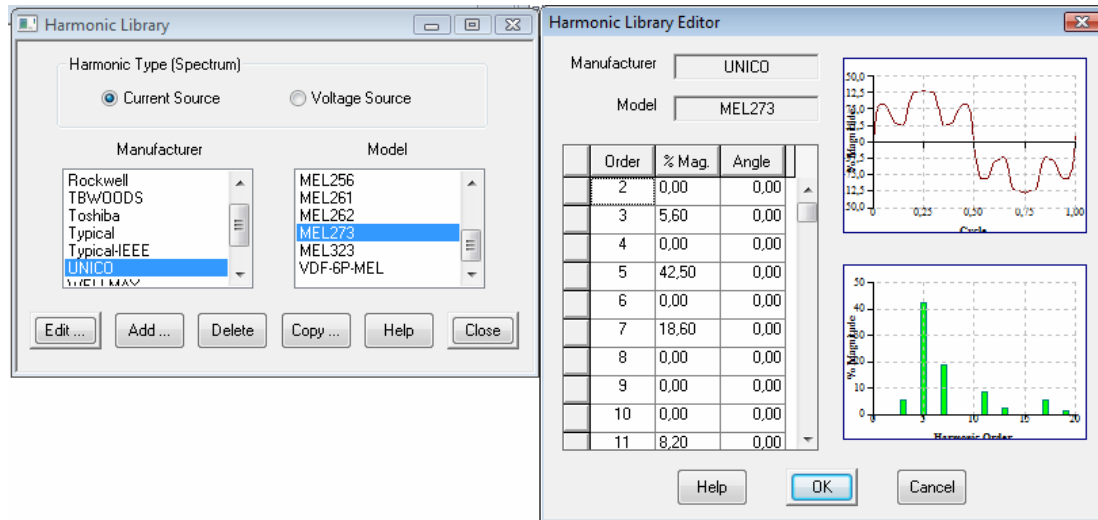 Harmonic Library
Harmonic Type (Spectrum)
Current Source
Voltage Source
Manufacturer
Model
Rockwell
TBWOODS
Toshiba
Typical
Typical-IEEE
UNICO
MEL256
MEL261
MEL262
MEL273
MEL323
VDF-6P-MEL
Edit ... Add ... Delete Copy ... Help Close
Harmonic Library Editor
Manufacturer UNICO
Model MEL273
Order % Mag. Angle
2 0,00 0,00
3 5,60 0,00
4 0,00 0,00
5 42,50 0,00
6 0,00 0,00
7 18,60 0,00
8 0,00 0,00
9 0,00 0,00
10 0,00 0,00
11 8,20 0,00
50,0
12,5
12,5
50,0
0 0,25 0,50 0,75 1,00
Cycle
50
40
10
0
% Magnitude
0 5 10 15 20
Harmonic Order
Help OK Cancel